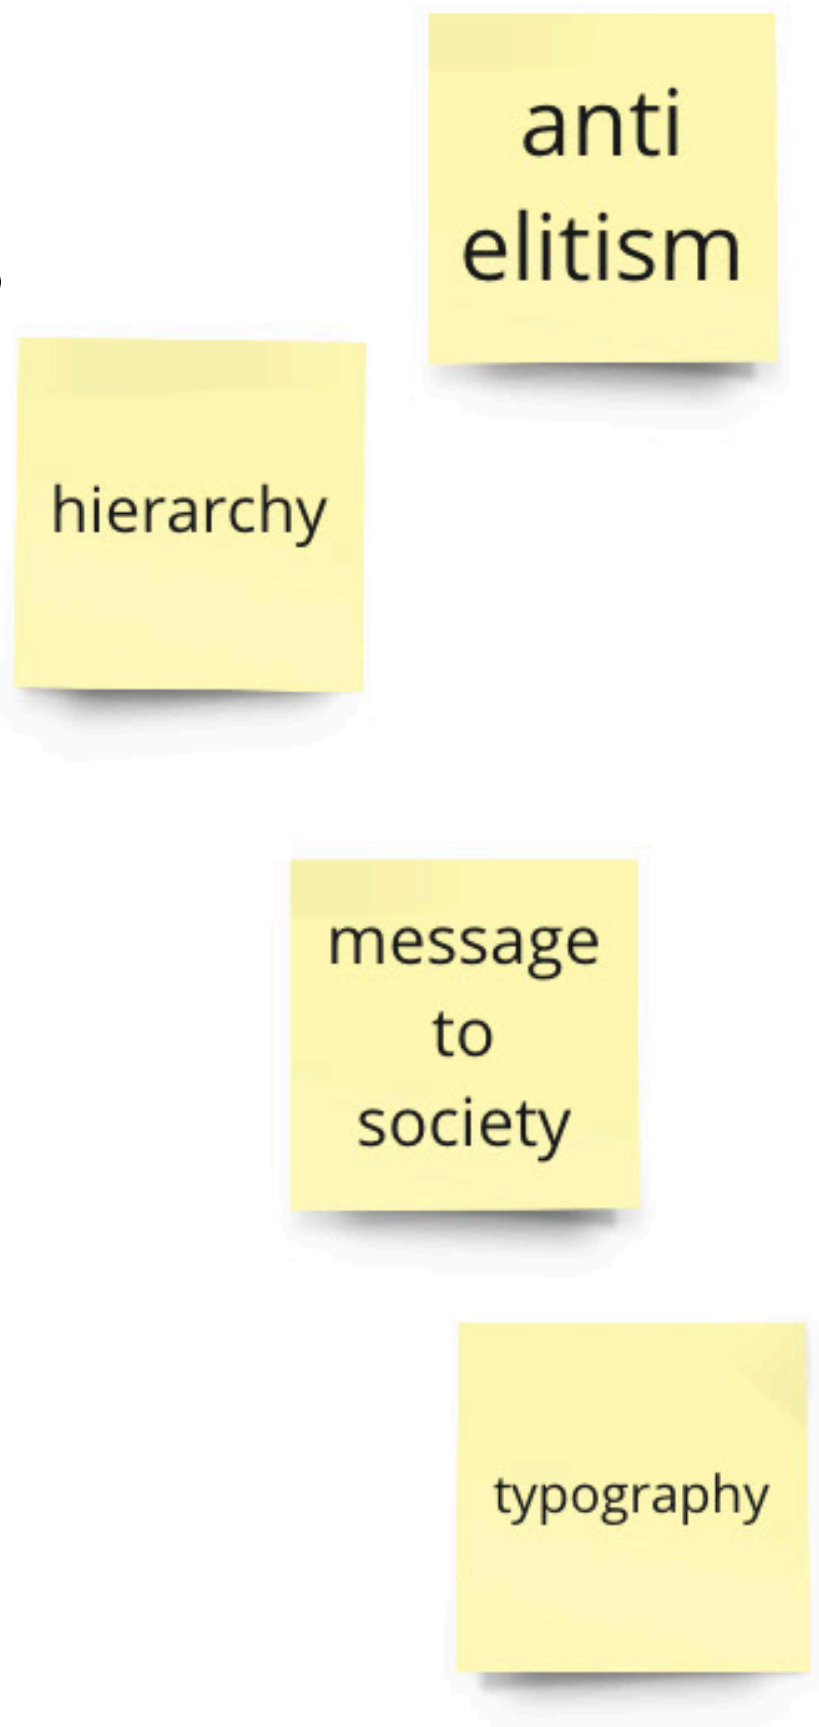 anti
elitism
hierarchy
message
to
society
typography